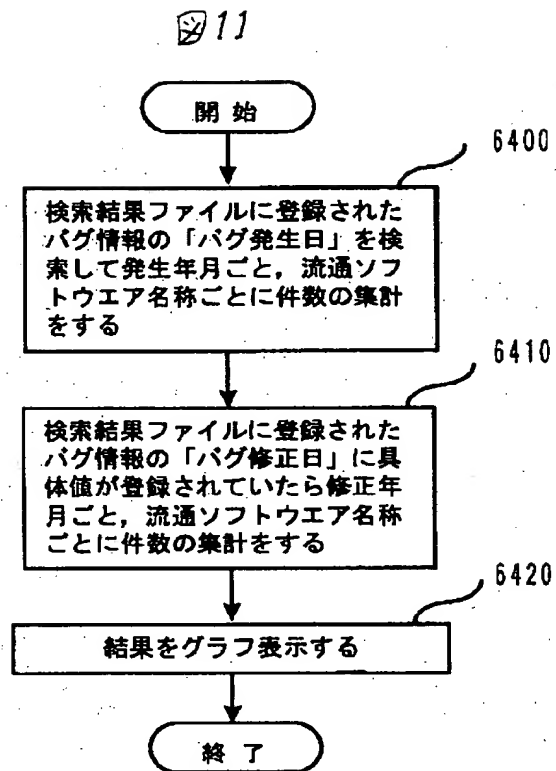 図11
開始
6400
検索結果ファイルに登録された
バグ情報の「バグ発生日」を検
索して発生年月ごと，流通ソフ
トウエア名称ごとに件数の集計
をする
6410
検索結果ファイルに登録された
バグ情報の「バグ修正日」に具
体値が登録されていたら修正年
月ごと，流通ソフトウエア名称
ごとに件数の集計をする
6420
結果をグラフ表示する
終了